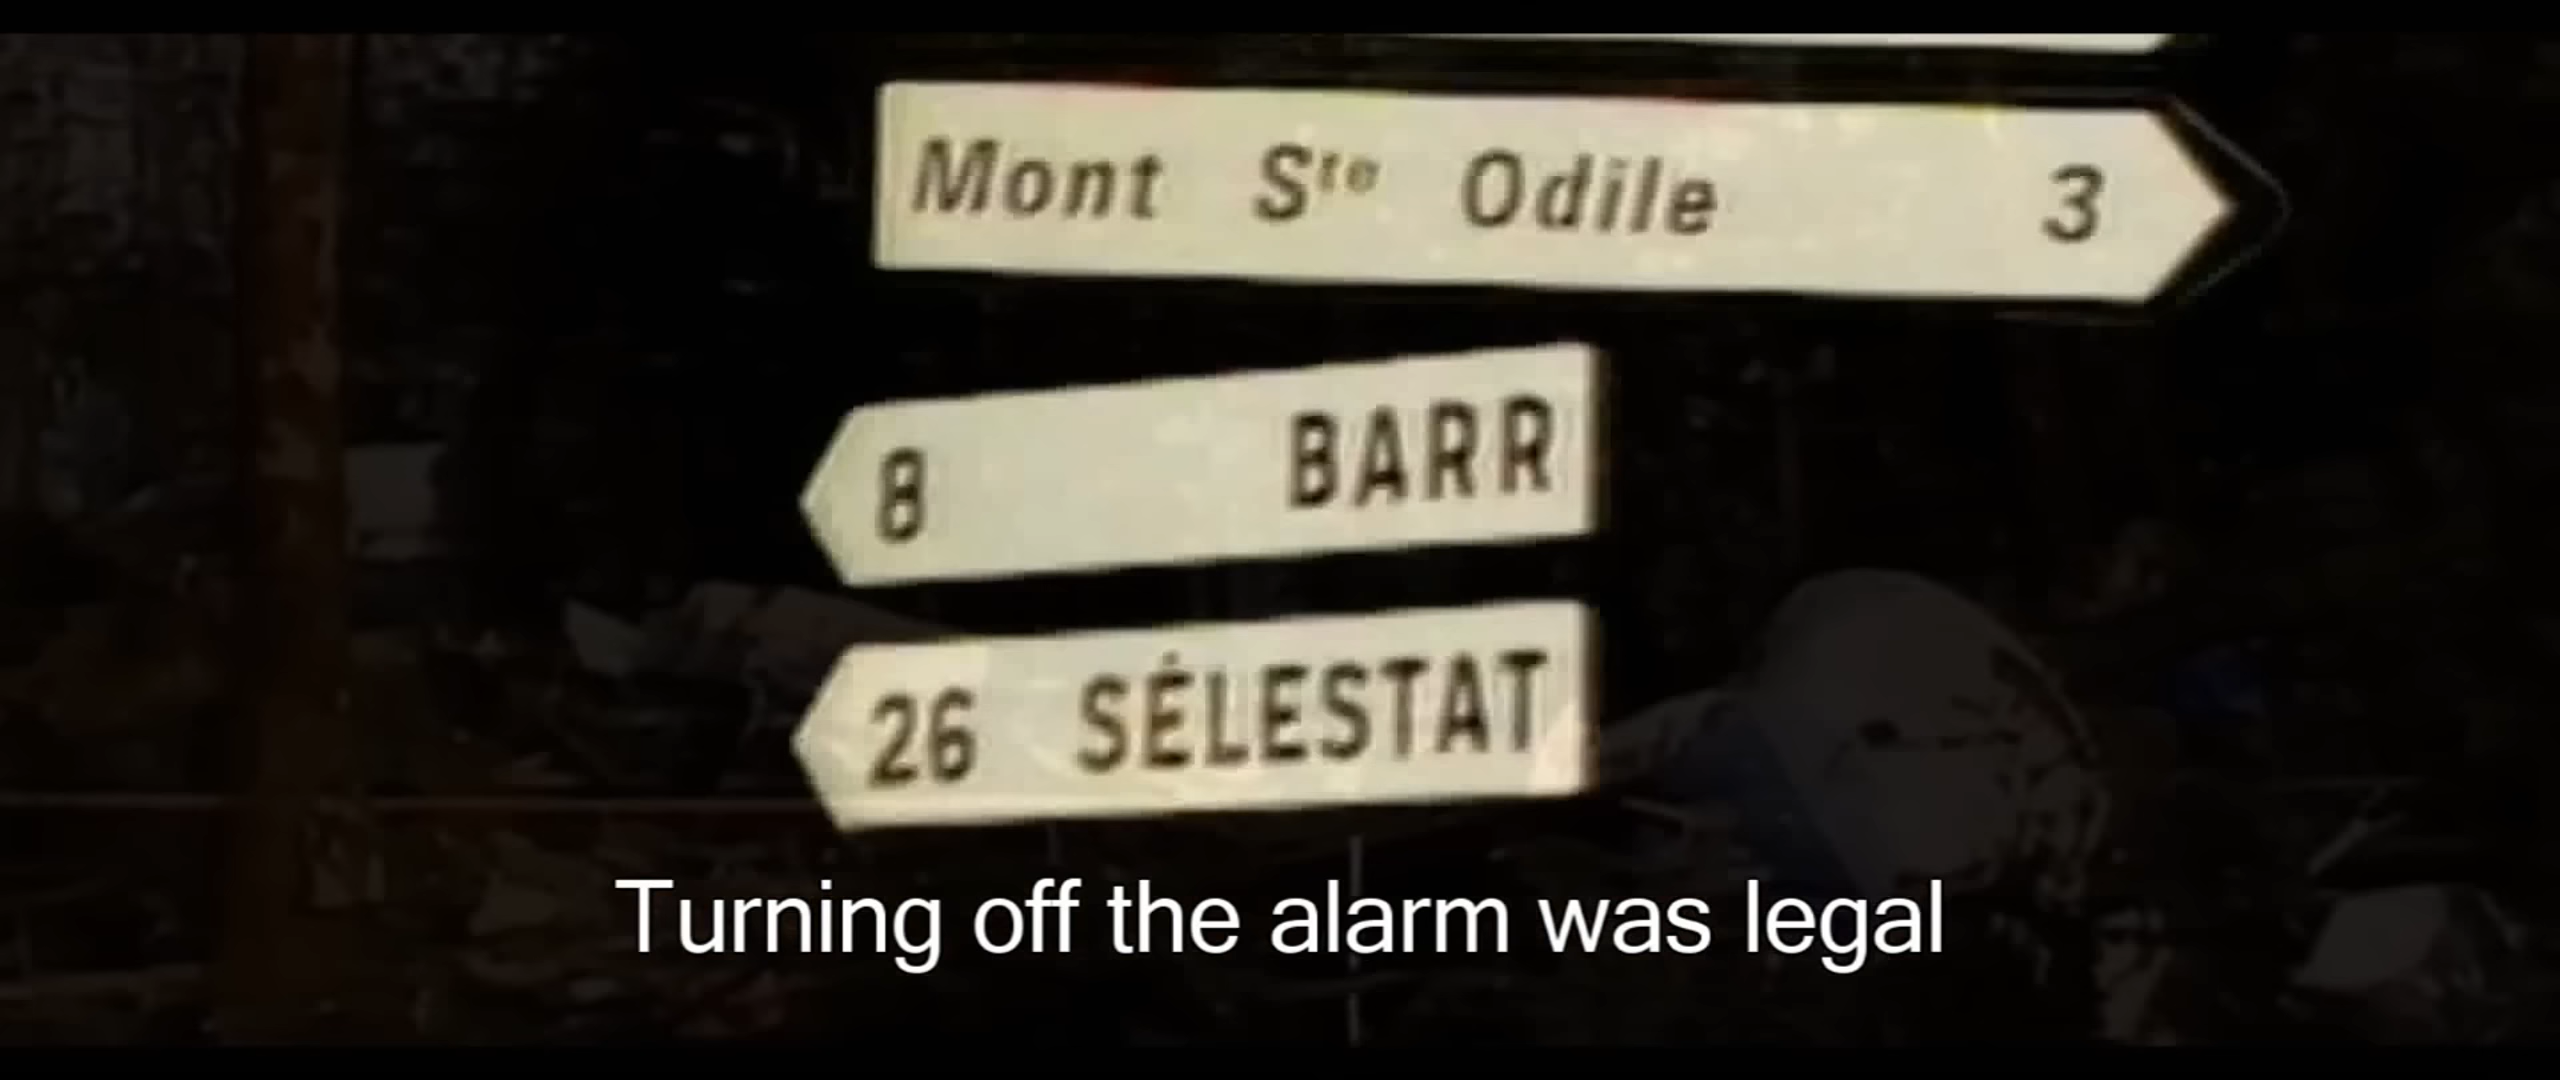 Mont Ste Odile 3
8 BARR
26 SÉLESTAT
Turning off the alarm was legal